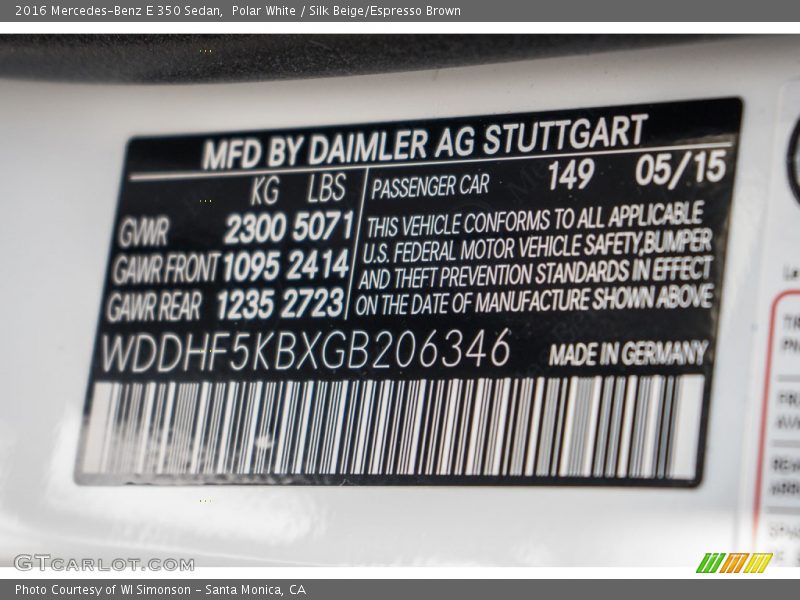 2016 Mercedes-Benz E 350 Sedan,  Polar White / Silk Beige/Espresso Brown
MFD BY DAIMLER AG STUTTGART
KG LBS
GVWR 2300 5071
GAWR FRONT 1095 2414
GAWR REAR 1235 2723
PASSENGER CAR 149 05/15
THIS VEHICLE CONFORMS TO ALL APPLICABLE
U.S. FEDERAL MOTOR VEHICLE SAFETY,BUMPER
AND THEFT PREVENTION STANDARDS IN EFFECT
ON THE DATE OF MANUFACTURE SHOWN ABOVE
WDDHF5KBXGB206346 MADE IN GERMANY
GTCARLOT.COM
Photo Courtesy of WI Simonson - Santa Monica, CA